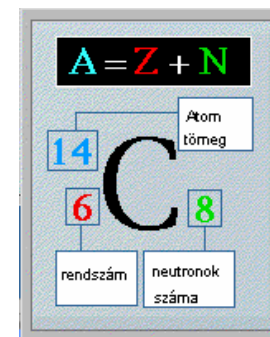 A = Z + N
Atom
tömeg
14
C
6
8
rendszám
neutronok
száma